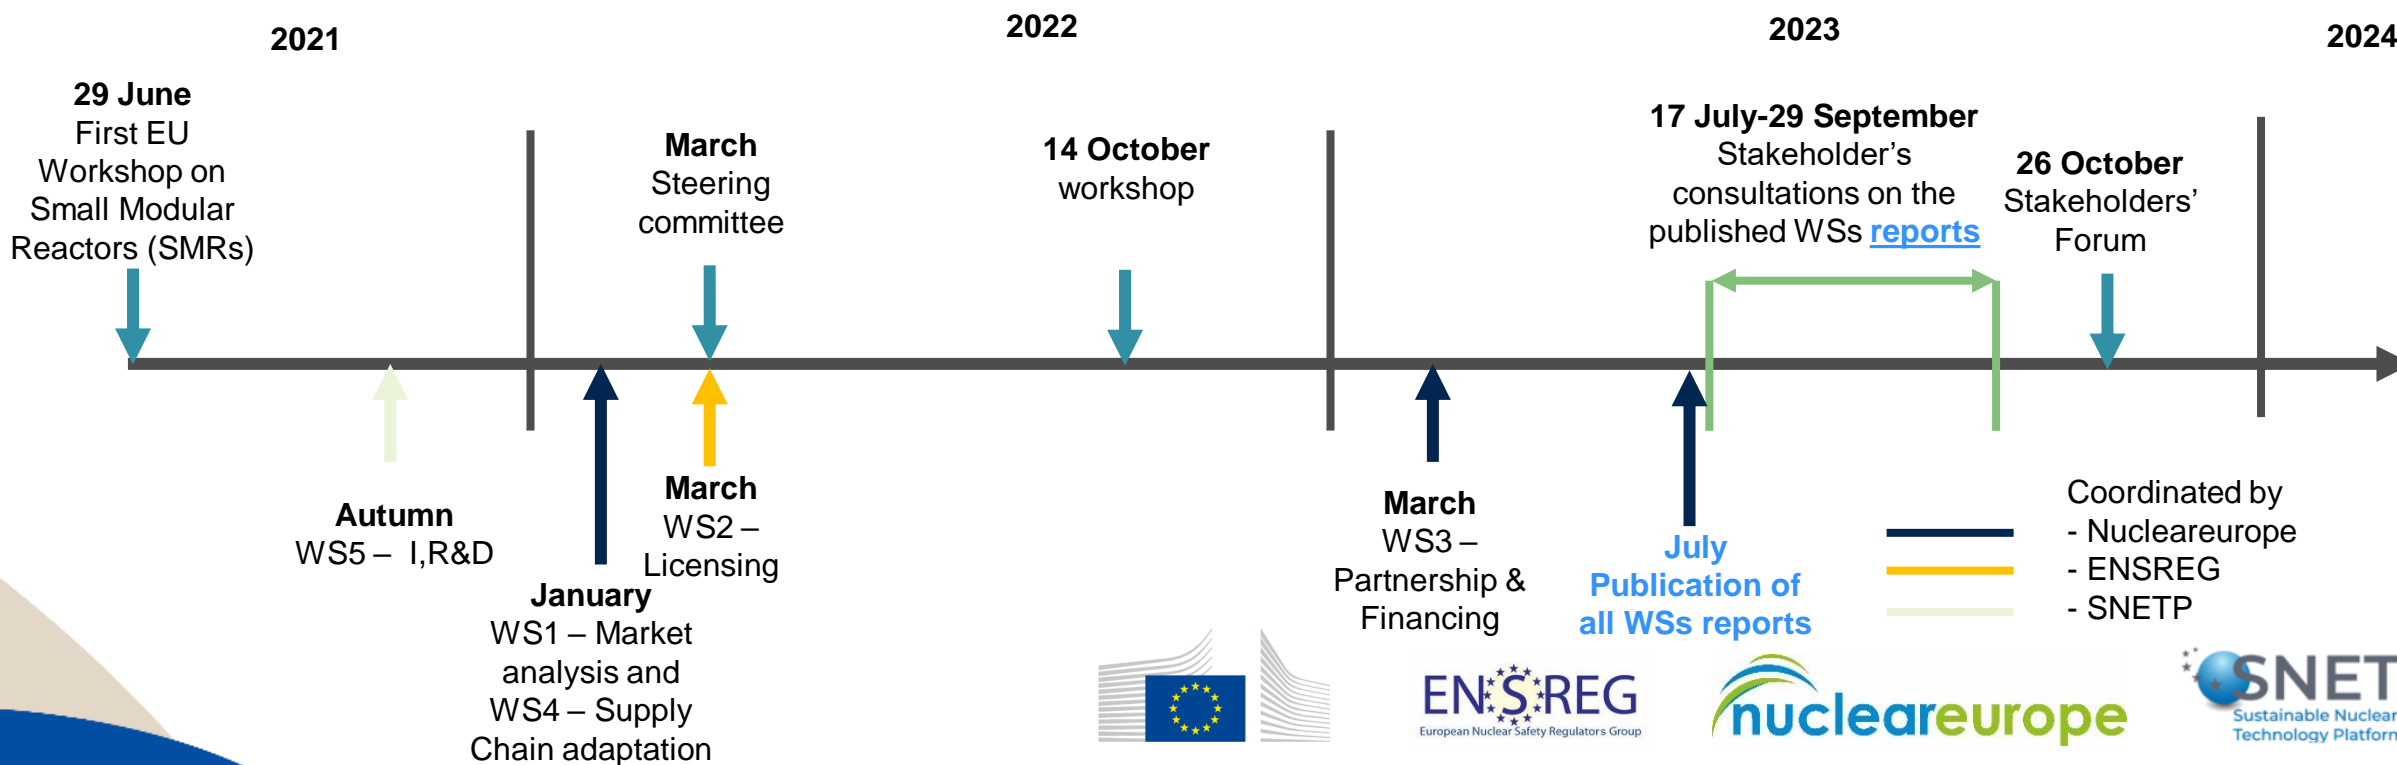 2021
2022
2023
2024
29 June
First EU
Workshop on
Small Modular
Reactors (SMRs)
March
Steering
committee
14 October
workshop
17 July-29 September
Stakeholder's
consultations on the
published WSs reports
26 October
Stakeholders'
Forum
Autumn
WS5 – I,R&D
January
WS1 – Market
analysis and
WS4 – Supply
Chain adaptation
March
WS2 –
Licensing
March
WS3 –
Partnership &
Financing
July
Publication of
all WSs reports
Coordinated by
- Nucleareurope
- ENSREG
- SNETP
ENSREG
European Nuclear Safety Regulators Group
nucleareurope
SNET
Sustainable Nuclear
Technology Platform